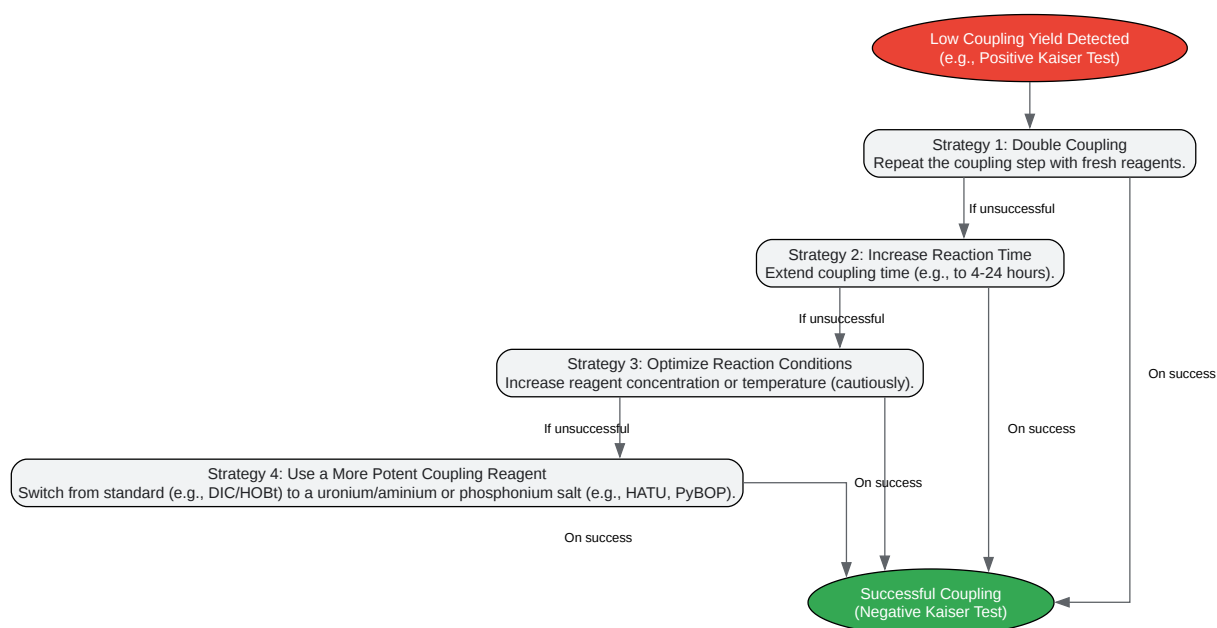 Low Coupling Yield Detected
(e.g., Positive Kaiser Test)
Strategy 1: Double Coupling
Repeat the coupling step with fresh reagents.
If unsuccessful
Strategy 2: Increase Reaction Time
Extend coupling time (e.g., to 4-24 hours).
If unsuccessful
Strategy 3: Optimize Reaction Conditions
Increase reagent concentration or temperature (cautiously).
On success
If unsuccessful
On success
Strategy 4: Use a More Potent Coupling Reagent
Switch from standard (e.g., DIC/HOBt) to a uronium/aminium or phosphonium salt (e.g., HATU, PyBOP).
On success
On success
Successful Coupling
(Negative Kaiser Test)